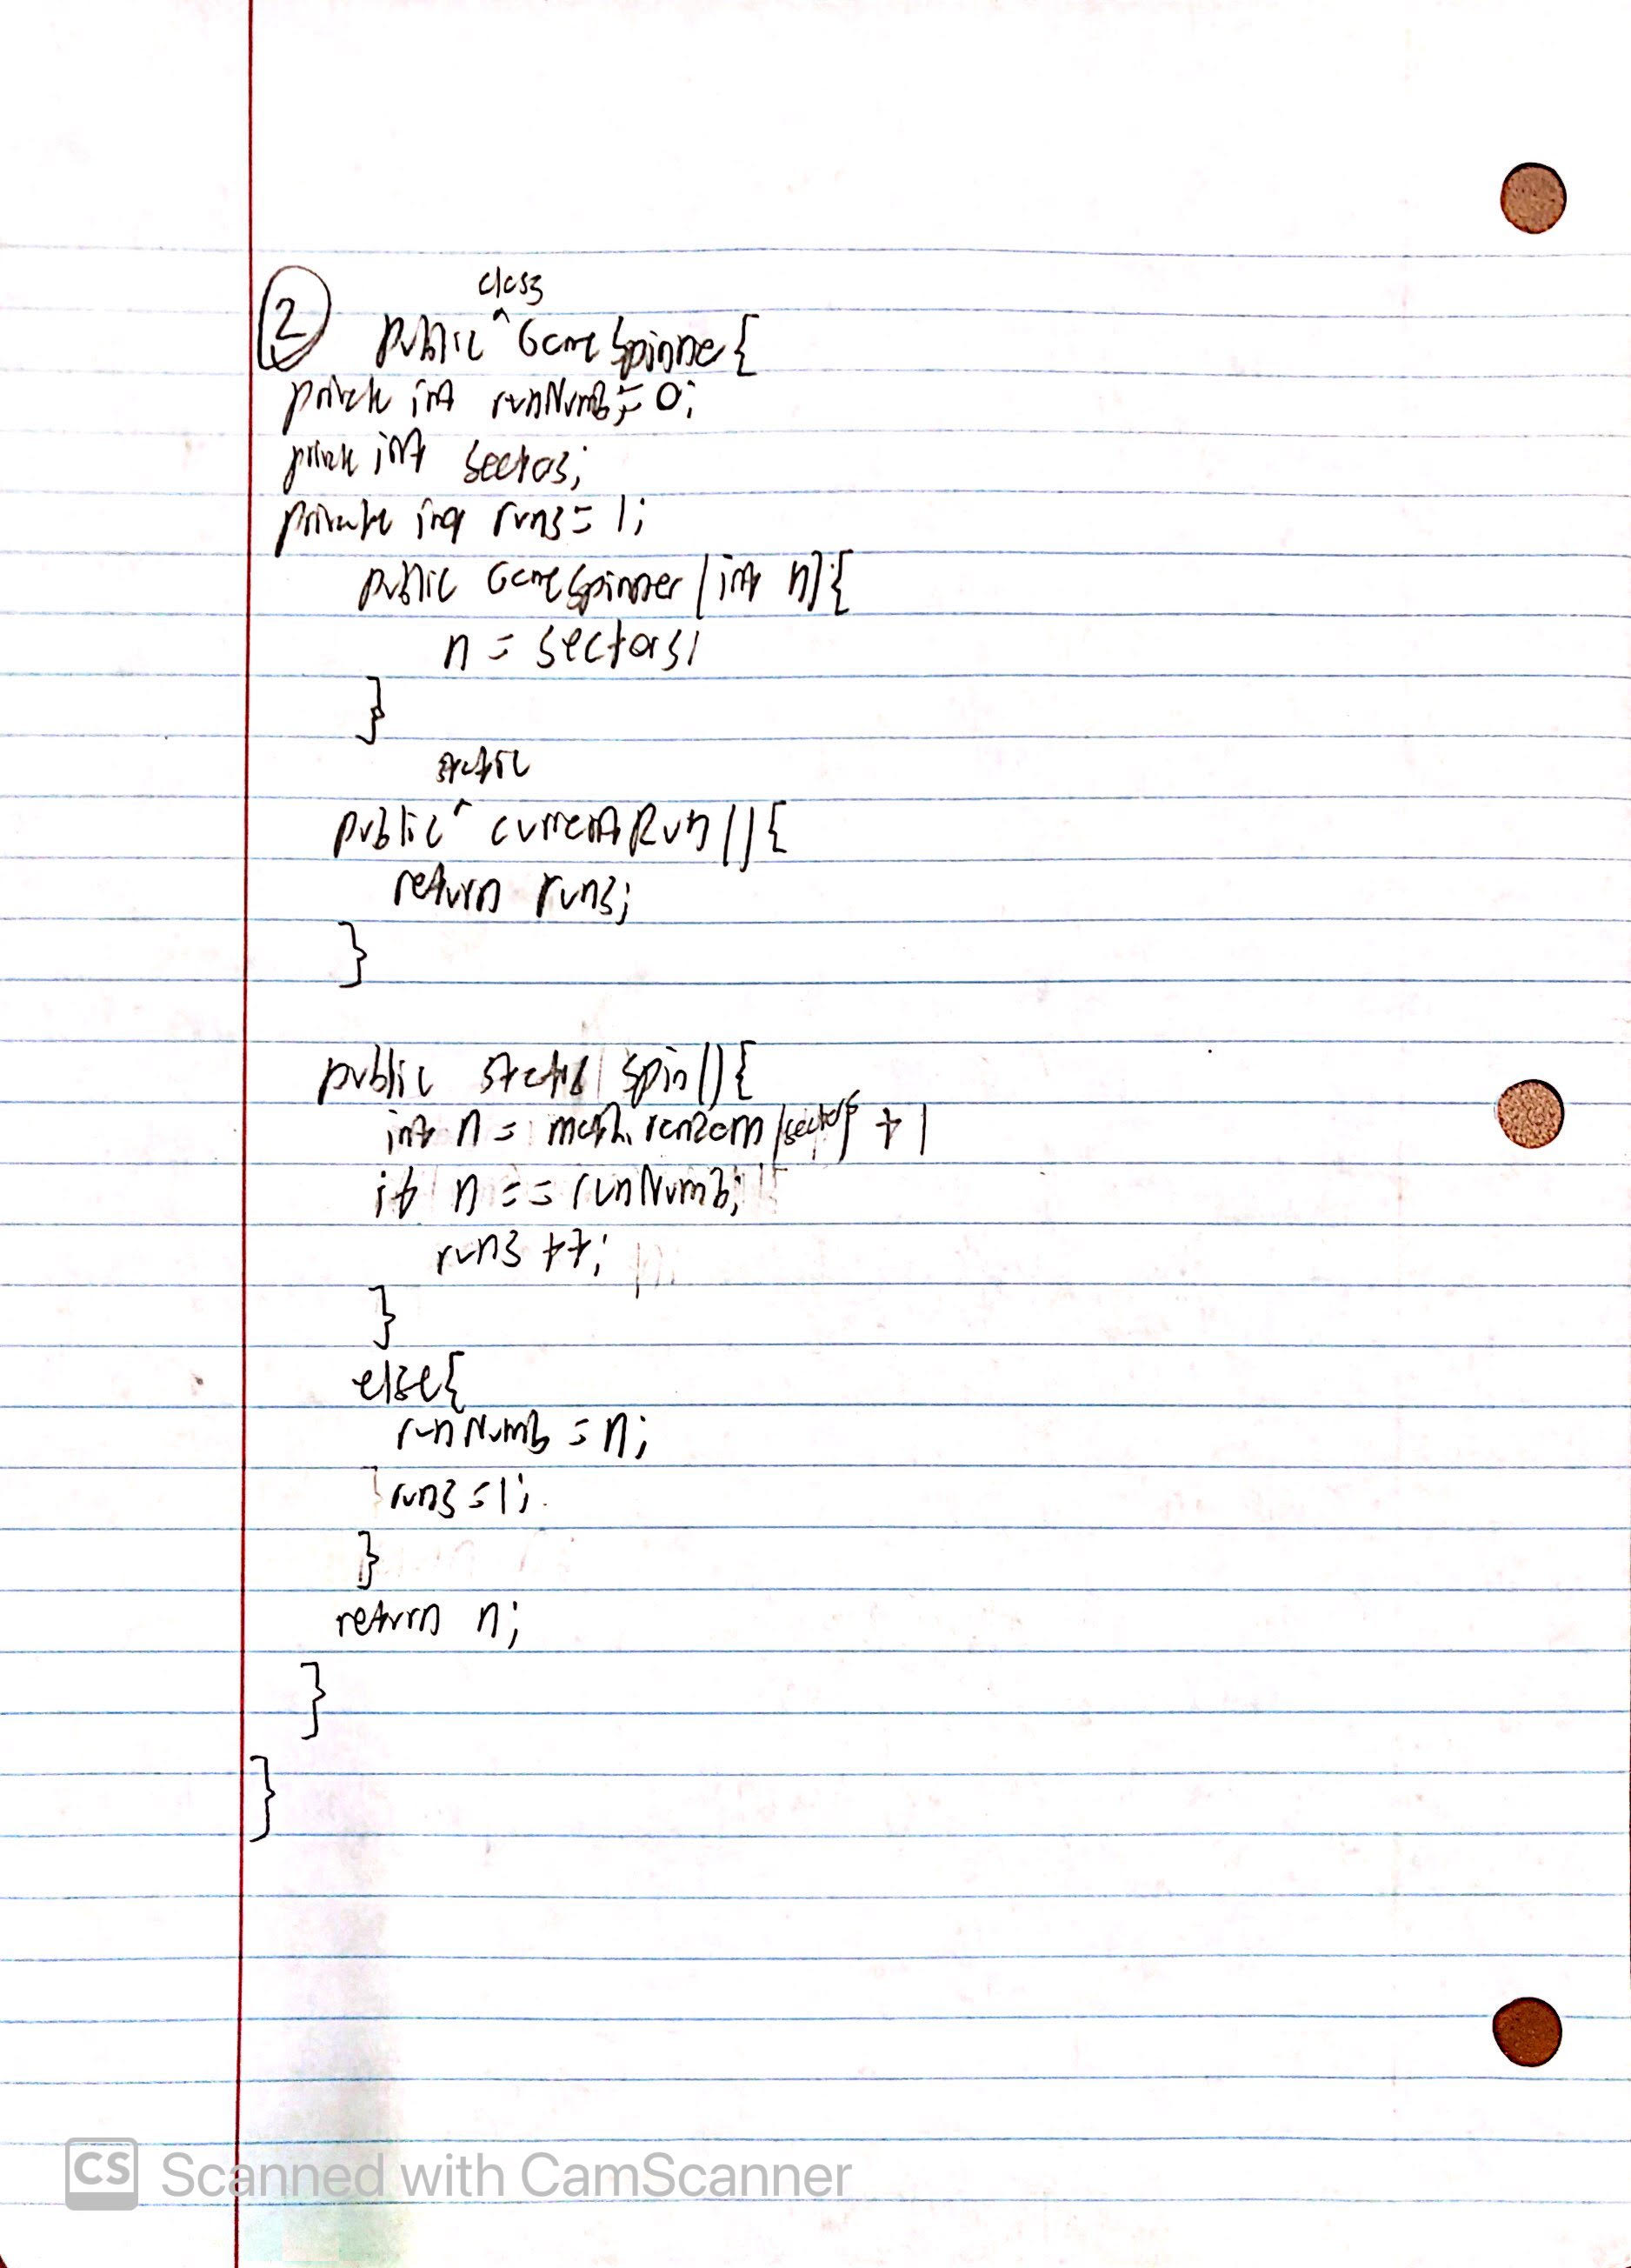 class
2 public ^ GameSpinner{
private int runNumb = 0;
private int sectors;
private int runs = 1;
public GameSpinner(int n){
n = sectors;
}
static
public ^ currentRun(){
return runs;
}
public static spin(){
int n = math.random(sectors) + 1
if n == runNumb;
runs ++;
}
else{
runNumb = n;
runs = 1;
}
return n;
}
}
CS Scanned with CamScanner